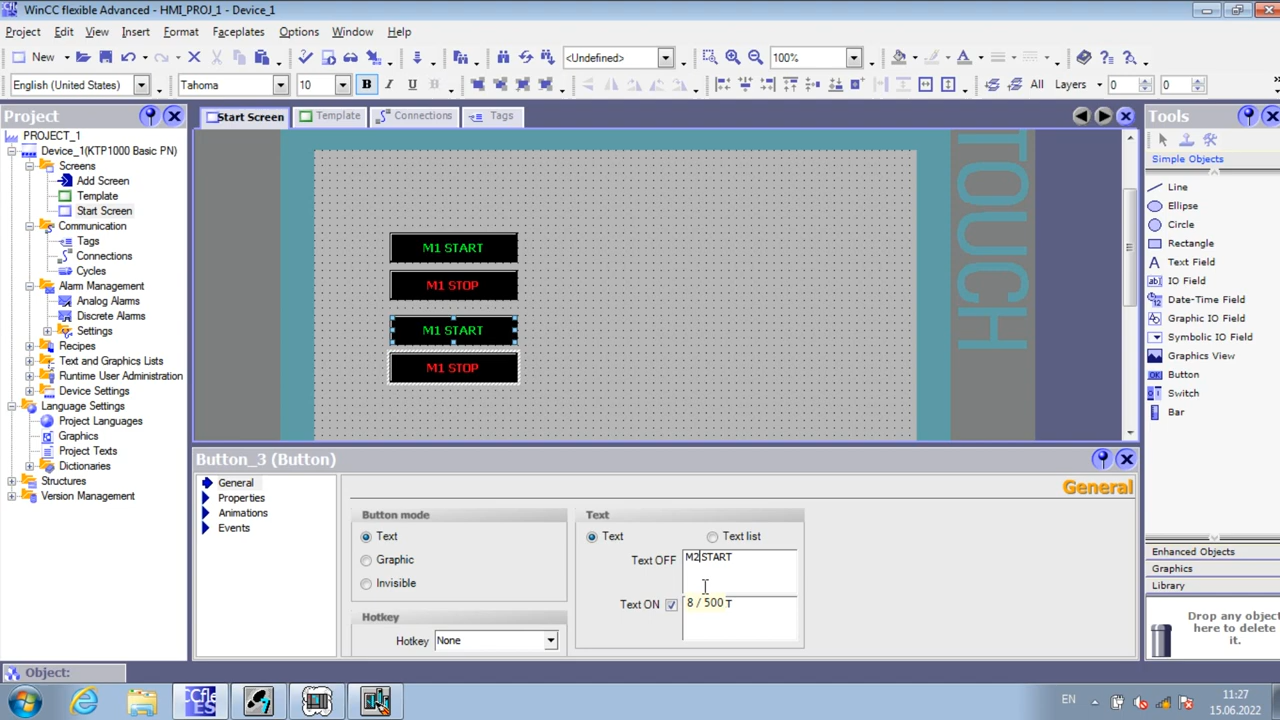 WinCC flexible Advanced - HMI_PROJ_1 - Device_1
Project Edit View Insert Format Faceplates Options Window Help
New <Undefined> 100%
English (United States) Tahoma 10 B I U All Layers 0 0
Project
PROJECT_1
Device_1(KTP1000 Basic PN)
Screens
Add Screen
Template
Start Screen
Communication
Tags
Connections
Cycles
Alarm Management
Analog Alarms
Discrete Alarms
Settings
Recipes
Text and Graphics Lists
Runtime User Administration
Device Settings
Language Settings
Project Languages
Graphics
Project Texts
Dictionaries
Structures
Version Management
Start Screen Template Connections Tags
M1 START
M1 STOP
M1 START
M1 STOP
TOUCH
Button_3 (Button)
General
Properties
Animations
Events
General
Button mode
Text
Graphic
Invisible
Hotkey
Hotkey None
Text
Text Text list
Text OFF M2 START
Text ON 8 / 500 T
Tools
Simple Objects
Line
Ellipse
Circle
Rectangle
Text Field
IO Field
Date-Time Field
Graphic IO Field
Symbolic IO Field
Graphics View
Button
Switch
Bar
Enhanced Objects
Graphics
Library
Drop any object
here to delete
it.
Object:
EN
11:27
15.06.2022